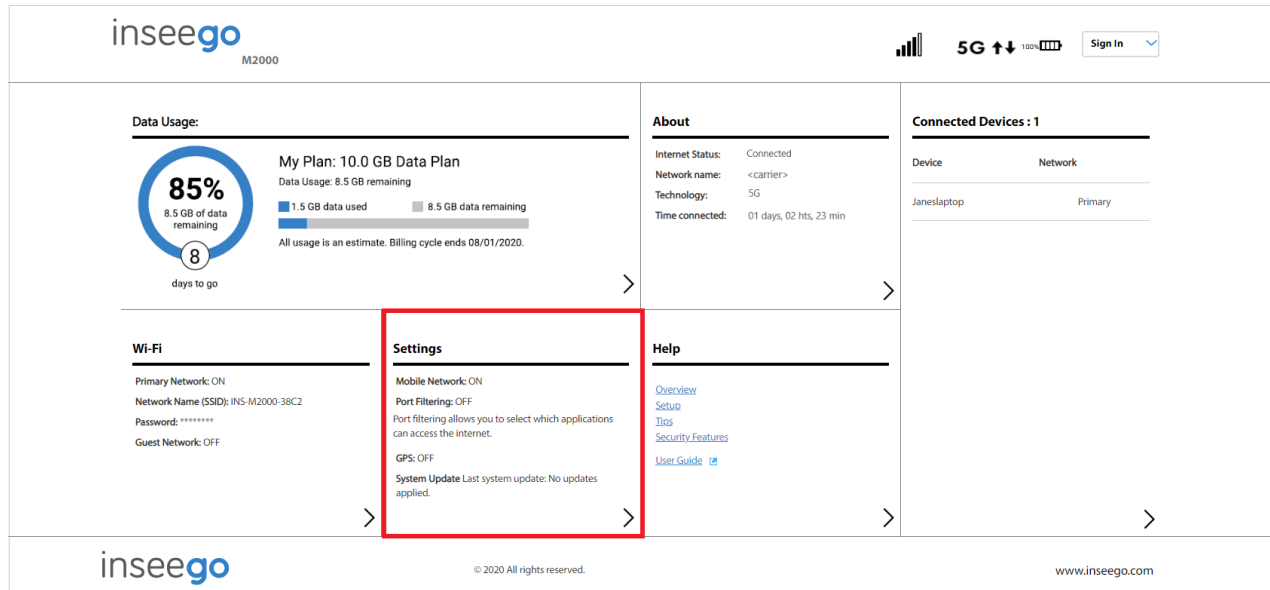 inseego
M2000
5G 100% Sign In
Data Usage:
85%
8.5 GB of data
remaining
8
days to go
My Plan: 10.0 GB Data Plan
Data Usage: 8.5 GB remaining
1.5 GB data used 8.5 GB data remaining
All usage is an estimate. Billing cycle ends 08/01/2020.
About
Internet Status: Connected
Network name: <carrier>
Technology: 5G
Time connected: 01 days, 02 hts, 23 min
Connected Devices : 1
Device Network
Janeslaptop Primary
Wi-Fi
Primary Network: ON
Network Name (SSID): INS-M2000-38C2
Password: ********
Guest Network: OFF
Settings
Mobile Network: ON
Port Filtering: OFF
Port filtering allows you to select which applications
can access the internet.
GPS: OFF
System Update Last system update: No updates
applied.
Help
Overview
Setup
Tips
Security Features
User Guide
inseego
© 2020 All rights reserved.
www.inseego.com